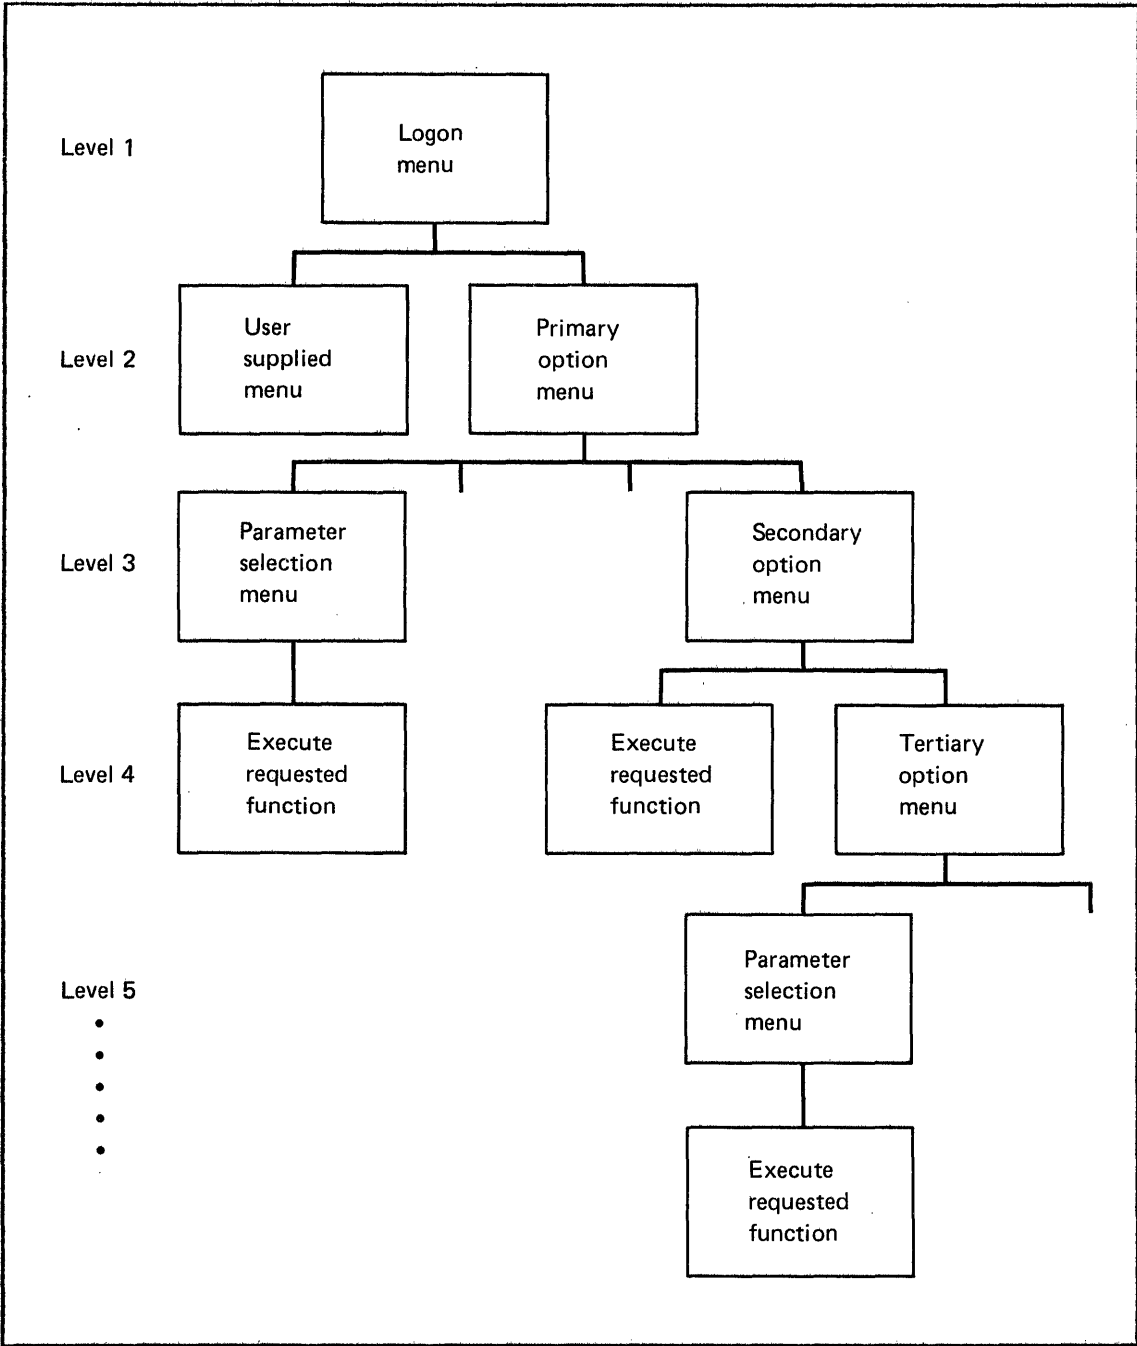 Level 1
Logon
menu
Level 2
User
supplied
menu
Primary
option
menu
Level 3
Parameter
selection
menu
Secondary
option
menu
Level 4
Execute
requested
function
Execute
requested
function
Tertiary
option
menu
Level 5
Parameter
selection
menu
Execute
requested
function